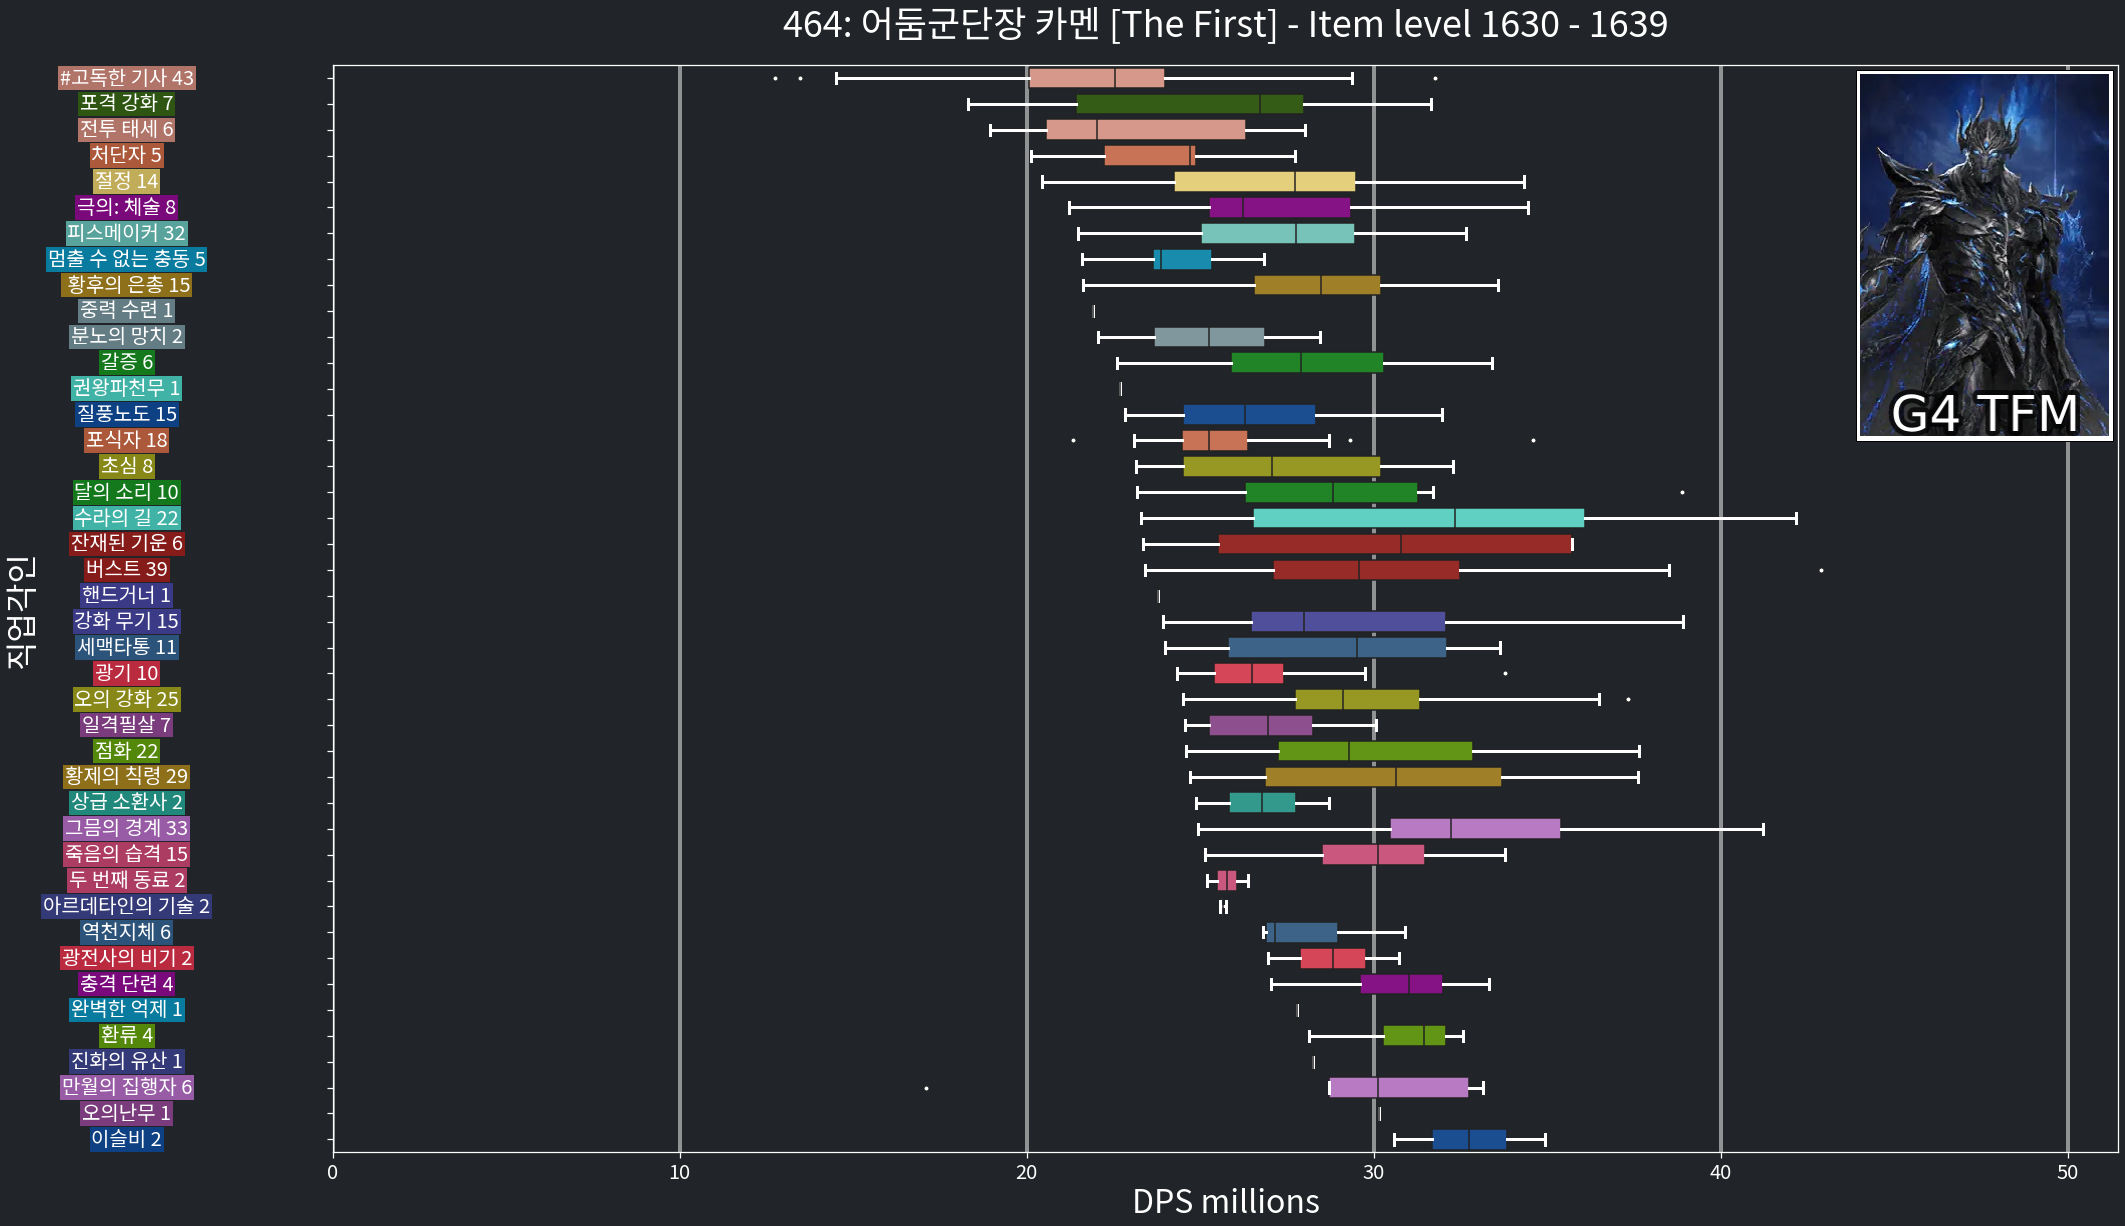 464: 어둠군단장 카멘 [The First] - Item level 1630 - 1639
#고독한 기사 43
포격 강화 7
전투 태세 6
처단자 5
절정 14
극의: 체술 8
피스메이커 32
멈출 수 없는 충동 5
황후의 은총 15
중력 수련 1
분노의 망치 2
갈증 6
권왕파천무 1
질풍노도 15
포식자 18
초심 8
달의 소리 10
수라의 길 22
잔재된 기운 6
버스트 39
핸드거너 1
강화 무기 15
세맥타통 11
광기 10
오의 강화 25
일격필살 7
점화 22
황제의 칙령 29
상급 소환사 2
그믐의 경계 33
죽음의 습격 15
두 번째 동료 2
아르데타인의 기술 2
역천지체 6
광전사의 비기 2
충격 단련 4
완벽한 억제 1
환류 4
진화의 유산 1
만월의 집행자 6
오의난무 1
이슬비 2
직업각인
G4 TFM
0 10 20 30 40 50
DPS millions